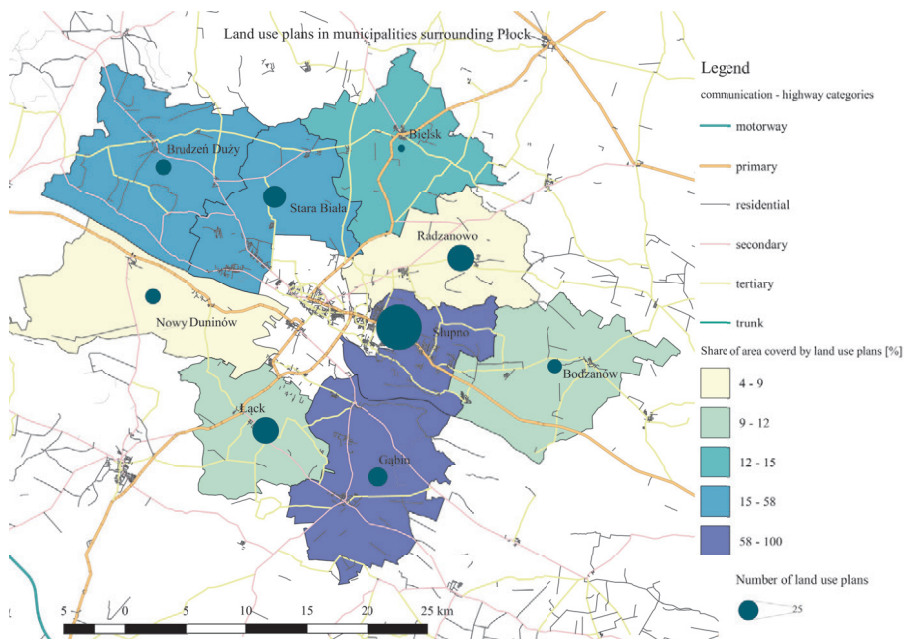 Land use plans in municipalities surrounding Płock
Bielsk
Brudzeń Duży
Stara Biała
Radzanowo
Nowy Duninów
Słupno
Bodzanów
Łąck
Gąbin
5 0 5 10 15 20 25 km
Legend
communication - highway categories
motorway
primary
residential
secondary
tertiary
trunk
Share of area coverd by land use plans [%]
4 - 9
9 - 12
12 - 15
15 - 58
58 - 100
Number of land use plans
25